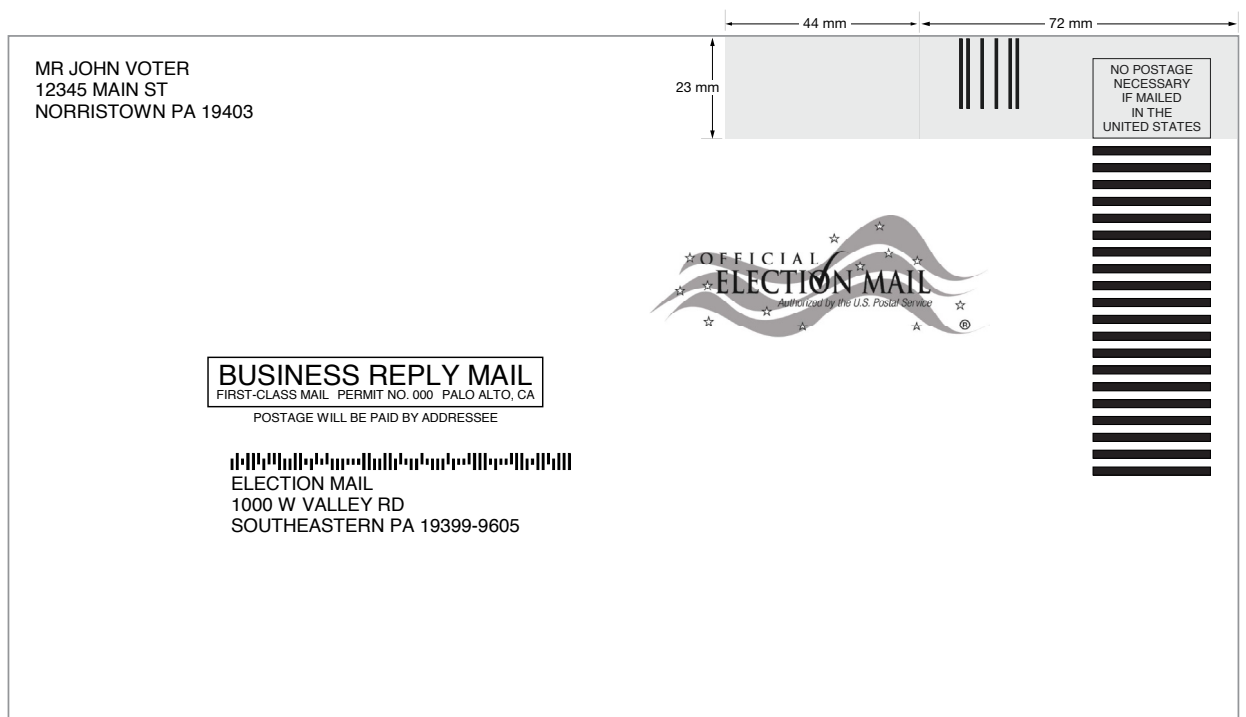 44 mm
72 mm
23 mm
MR JOHN VOTER
12345 MAIN ST
NORRISTOWN PA 19403
NO POSTAGE
NECESSARY
IF MAILED
IN THE
UNITED STATES
OFFICIAL
ELECTION MAIL
Authorized by the U.S. Postal Service
®
BUSINESS REPLY MAIL
FIRST-CLASS MAIL PERMIT NO. 000 PALO ALTO, CA
POSTAGE WILL BE PAID BY ADDRESSEE
ELECTION MAIL
1000 W VALLEY RD
SOUTHEASTERN PA 19399-9605